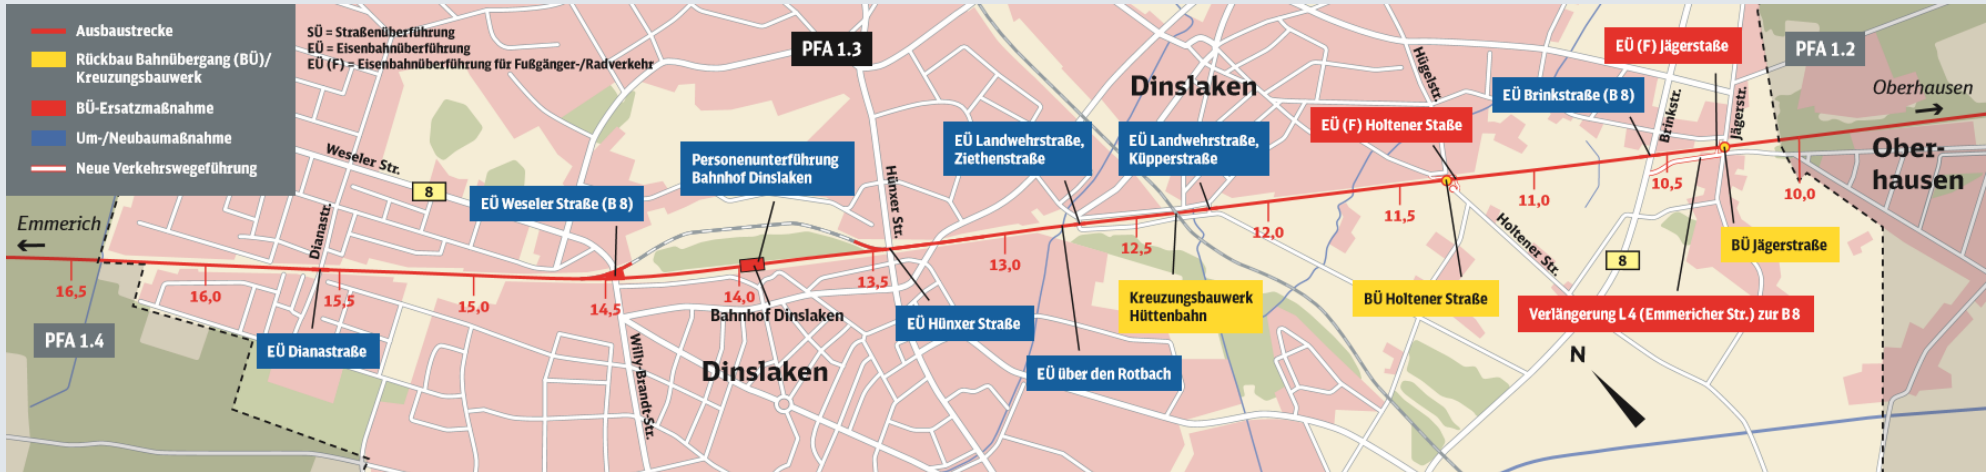 Ausbaustrecke
Rückbau Bahnübergang (BÜ)/
Kreuzungsbauwerk
BÜ-Ersatzmaßnahme
Um-/Neubaumaßnahme
Neue Verkehrswegeführung
SÜ = Straßenüberführung
EÜ = Eisenbahnüberführung
EÜ (F) = Eisenbahnüberführung für Fußgänger-/Radverkehr
PFA 1.3
EÜ (F) Jägerstaße
PFA 1.2
Dinslaken
Hügelstr.
Oberhausen
EÜ Brinkstraße (B 8)
Brinkstr.
Jägerstr.
EÜ (F) Holtener Staße
EÜ Landwehrstraße,
Ziethenstraße
EÜ Landwehrstraße,
Küpperstraße
Ober-
hausen
Weseler Str.
8
Personenunterführung
Bahnhof Dinslaken
EÜ Weseler Straße (B 8)
Hünxer Str.
Emmerich
Dianastr.
16,5
16,0
15,5
15,0
14,5
14,0
13,5
13,0
12,5
12,0
11,5
11,0
10,5
10,0
Holtener Str.
BÜ Jägerstraße
8
Kreuzungsbauwerk
Hüttenbahn
BÜ Holtener Straße
Verlängerung L 4 (Emmericher Str.) zur B 8
Bahnhof Dinslaken
EÜ Hünxer Straße
PFA 1.4
EÜ Dianastraße
Willy-Brandt-Str.
Dinslaken
EÜ über den Rotbach
N